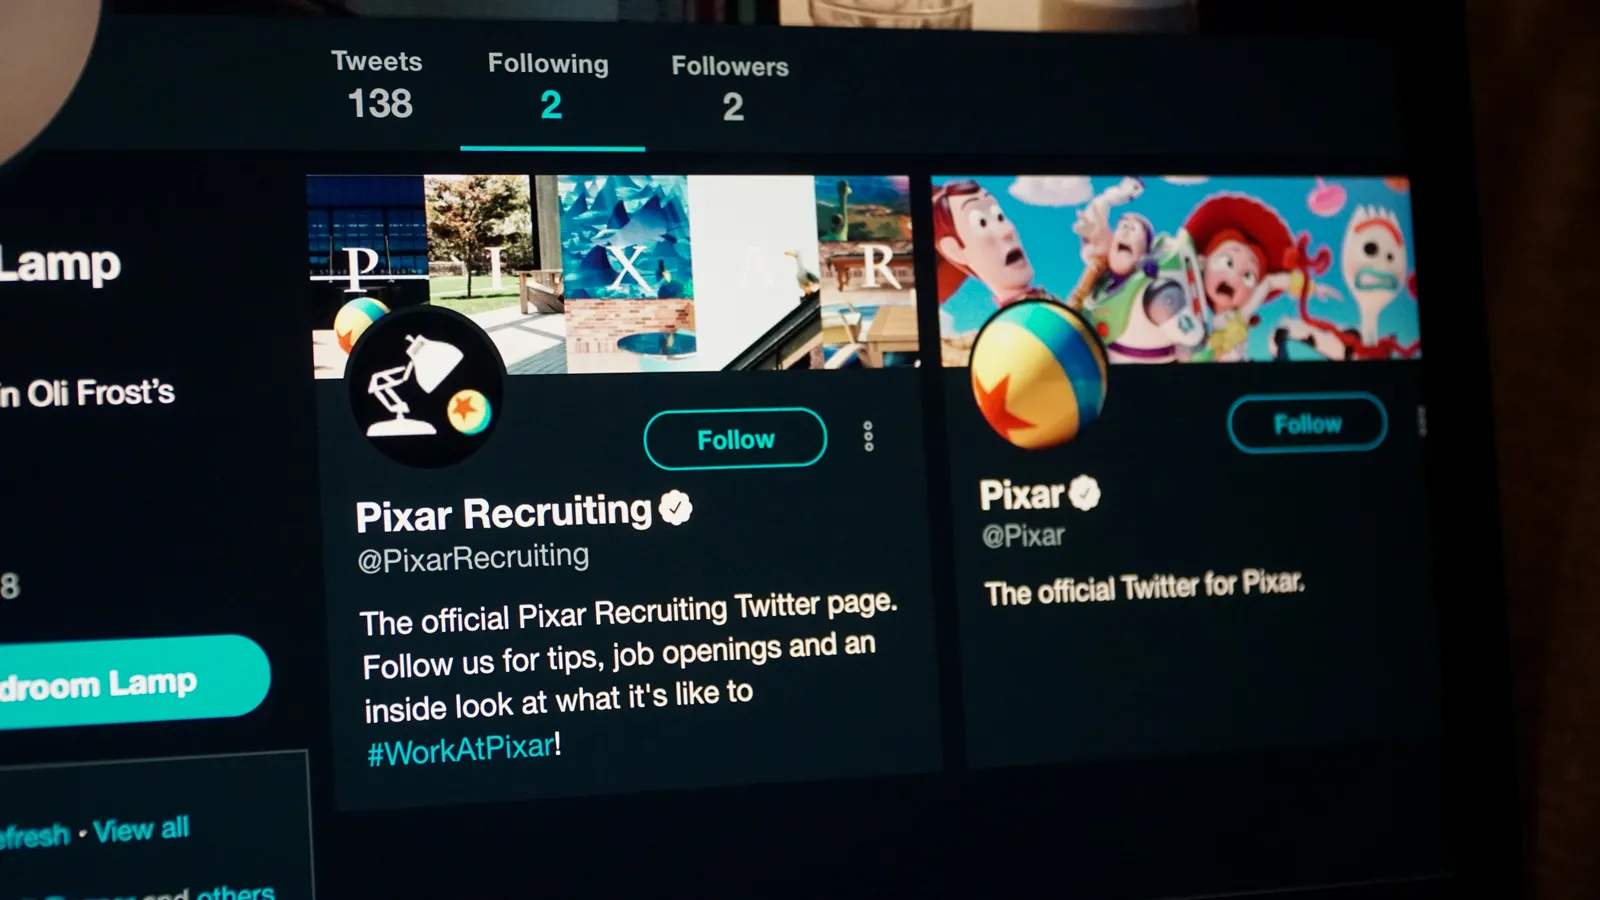 Tweets
138
Following
2
Followers
2
Lamp
n Oli Frost's
8
droom Lamp
efresh · View all
and others
P I X A R
Follow
Pixar Recruiting
@PixarRecruiting
The official Pixar Recruiting Twitter page.
Follow us for tips, job openings and an
inside look at what it's like to
#WorkAtPixar!
Follow
Pixar
@Pixar
The official Twitter for Pixar.